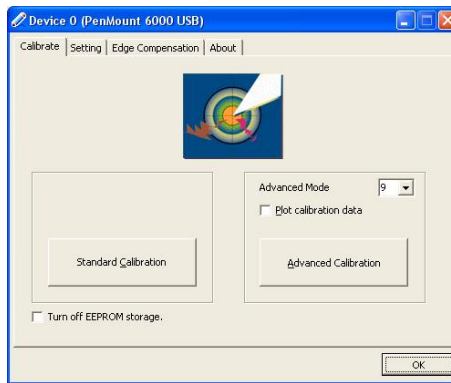 Device 0 (PenMount 6000 USB)
Calibrate Setting Edge Compensation About
Advanced Mode 9
Plot calibration data
Standard Calibration
Advanced Calibration
Turn off EEPROM storage.
OK